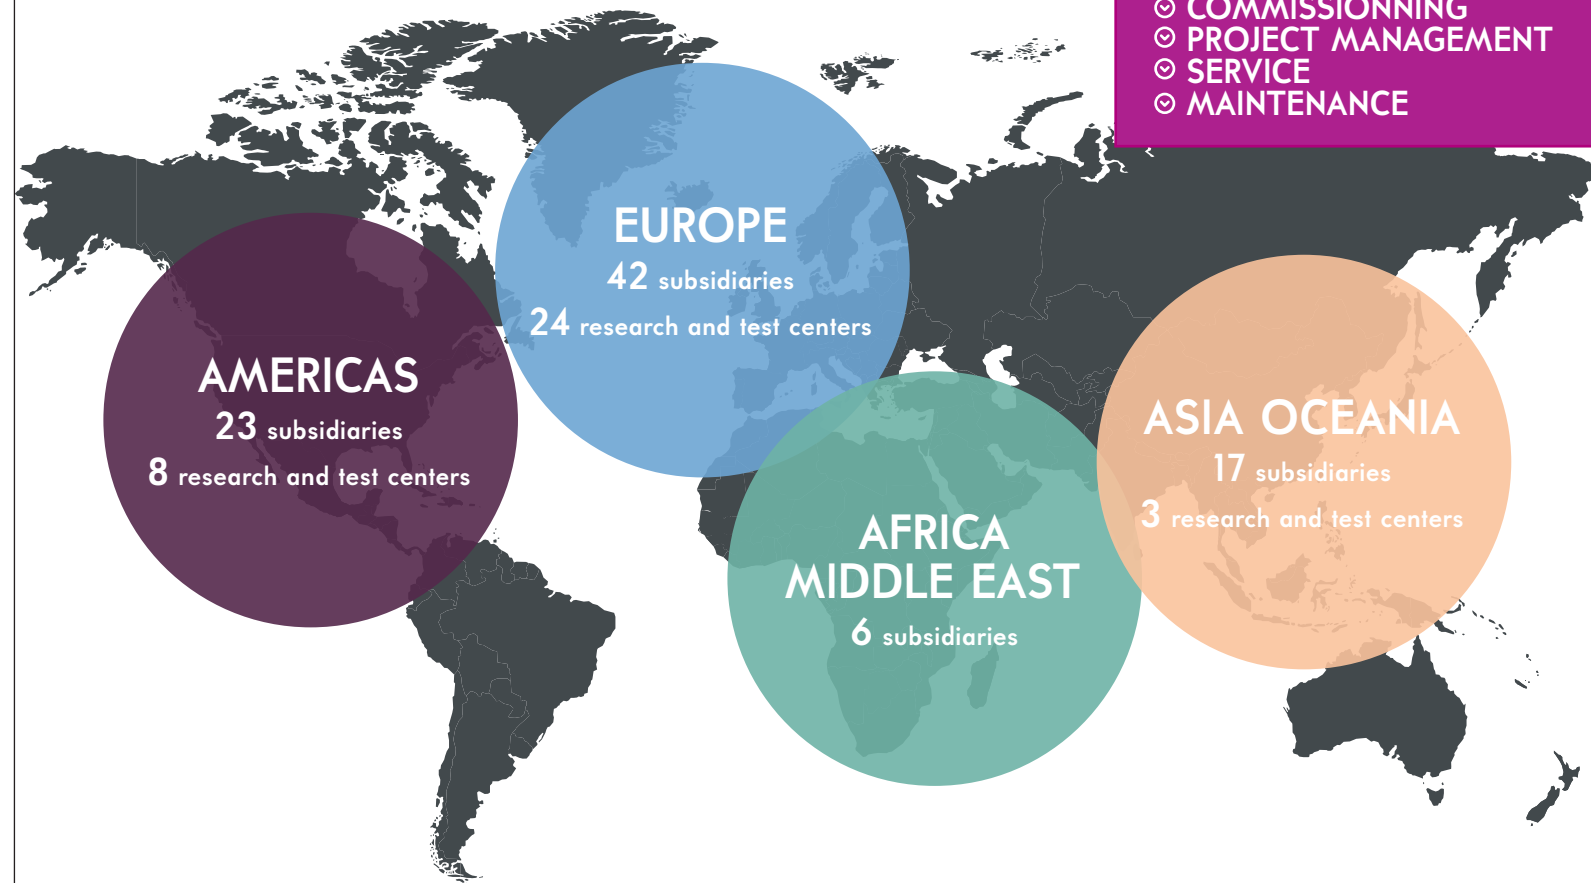 COMMISSIONNING
PROJECT MANAGEMENT
SERVICE
MAINTENANCE
EUROPE
42 subsidiaries
24 research and test centers
AMERICAS
23 subsidiaries
8 research and test centers
ASIA OCEANIA
17 subsidiaries
3 research and test centers
AFRICA
MIDDLE EAST
6 subsidiaries